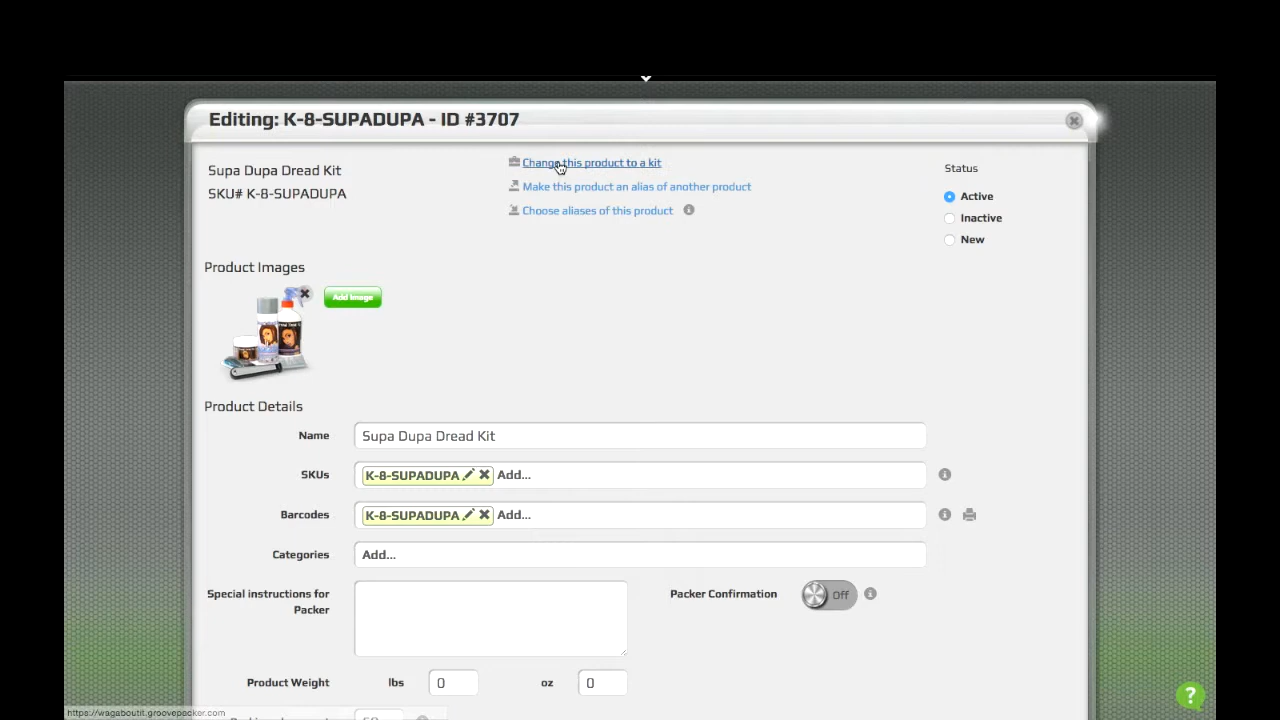 Editing: K-8-SUPADUPA - ID #3707
Supa Dupa Dread Kit
SKU# K-8-SUPADUPA
Change this product to a kit
Make this product an alias of another product
Choose aliases of this product
Status
Active
Inactive
New
Product Images
Add Image
Product Details
Name Supa Dupa Dread Kit
SKUs K-8-SUPADUPA Add...
Barcodes K-8-SUPADUPA Add...
Categories Add...
Special instructions for
Packer
Packer Confirmation Off
Product Weight lbs 0 oz 0
https://wagaboutit.groovepacker.com
?